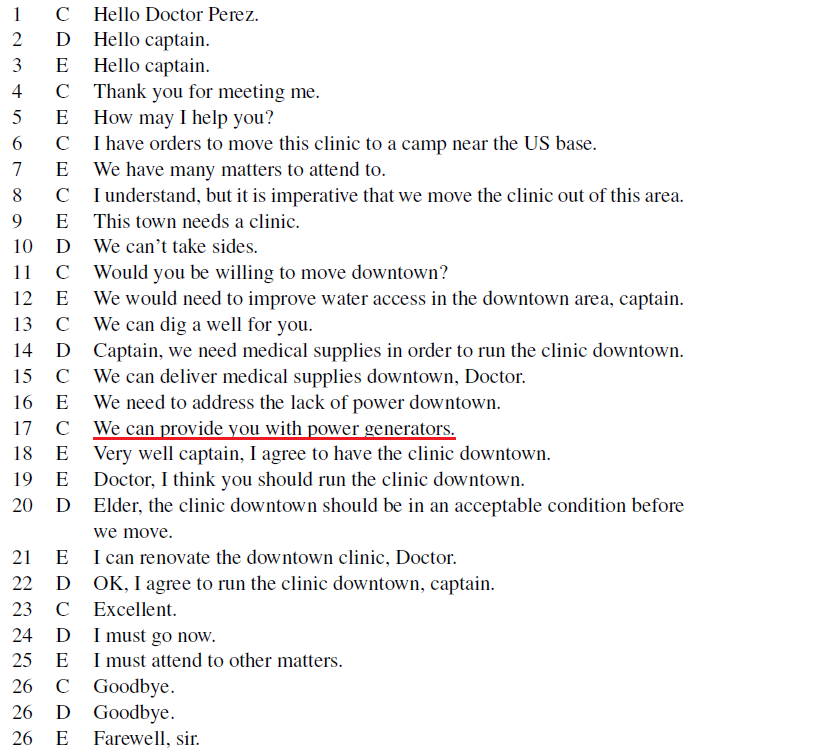 1 C Hello Doctor Perez.
2 D Hello captain.
3 E Hello captain.
4 C Thank you for meeting me.
5 E How may I help you?
6 C I have orders to move this clinic to a camp near the US base.
7 E We have many matters to attend to.
8 C I understand, but it is imperative that we move the clinic out of this area.
9 E This town needs a clinic.
10 D We can’t take sides.
11 C Would you be willing to move downtown?
12 E We would need to improve water access in the downtown area, captain.
13 C We can dig a well for you.
14 D Captain, we need medical supplies in order to run the clinic downtown.
15 C We can deliver medical supplies downtown, Doctor.
16 E We need to address the lack of power downtown.
17 C We can provide you with power generators.
18 E Very well captain, I agree to have the clinic downtown.
19 E Doctor, I think you should run the clinic downtown.
20 D Elder, the clinic downtown should be in an acceptable condition before
we move.
21 E I can renovate the downtown clinic, Doctor.
22 D OK, I agree to run the clinic downtown, captain.
23 C Excellent.
24 D I must go now.
25 E I must attend to other matters.
26 C Goodbye.
26 D Goodbye.
26 E Farewell, sir.